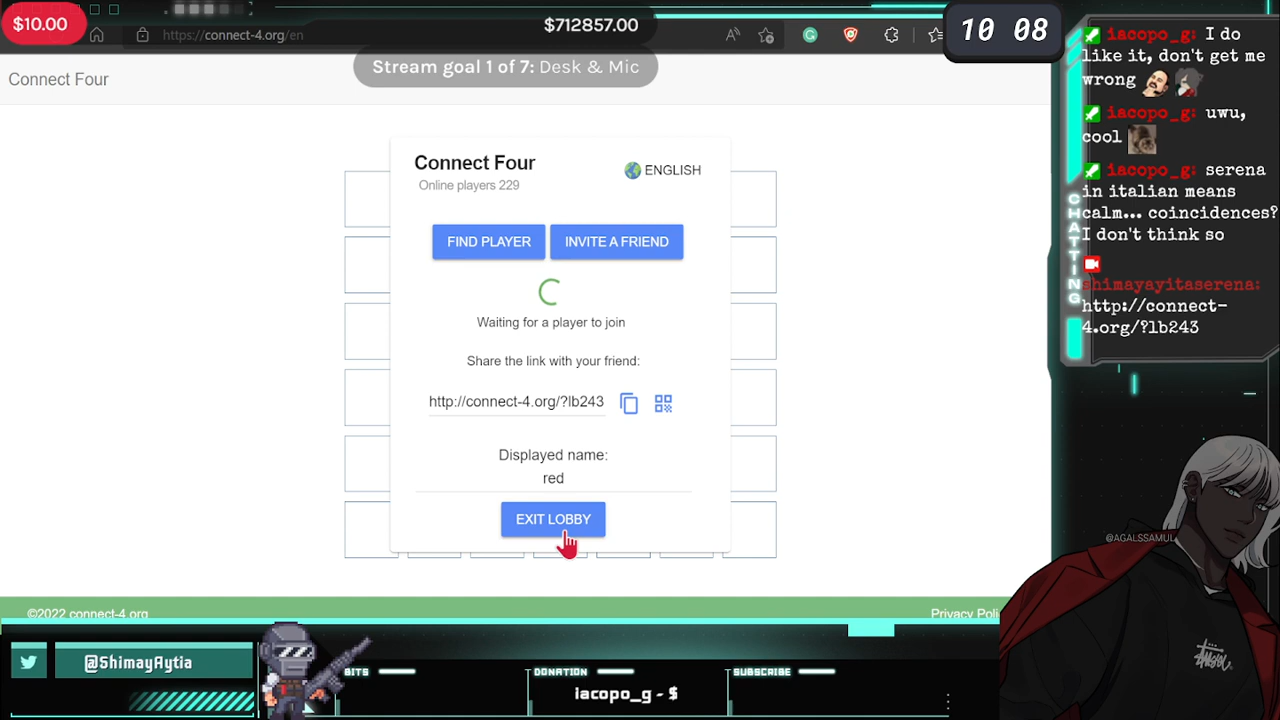 $10.00
$712857.00
10 08
https://connect-4.org/en
Stream goal 1 of 7: Desk & Mic
Connect Four
Connect Four
ENGLISH
Online players 229
FIND PLAYER
INVITE A FRIEND
Waiting for a player to join
Share the link with your friend:
http://connect-4.org/?lb243
Displayed name:
red
EXIT LOBBY
©2022 connect-4.org
Privacy Poli
iacopo_g: I do
like it, don't get me
wrong
iacopo_g: uwu,
cool
iacopo_g: serena
in italian means
calm... coincidences?
I don't think so
shimayayitaserena:
http://connect-
4.org/?lb243
CHATTING
@AGALSSAMUL
@ShimayAytia
BITS
DONATION
iacopo_g - $
SUBSCRIBE